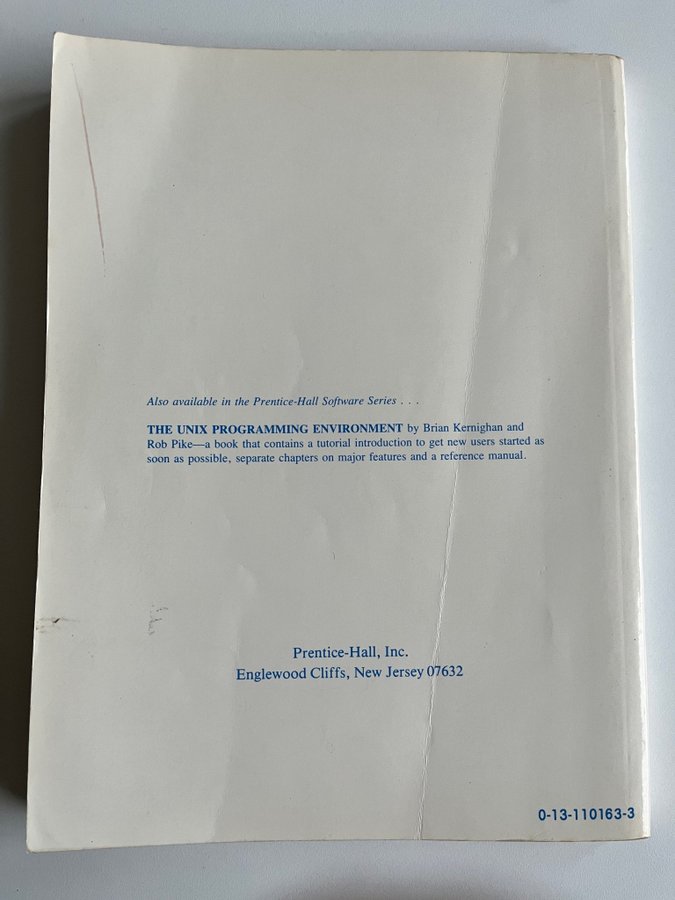 Also available in the Prentice-Hall Software Series . . .
THE UNIX PROGRAMMING ENVIRONMENT by Brian Kernighan and
Rob Pike—a book that contains a tutorial introduction to get new users started as
soon as possible, separate chapters on major features and a reference manual.
Prentice-Hall, Inc.
Englewood Cliffs, New Jersey 07632
0-13-110163-3